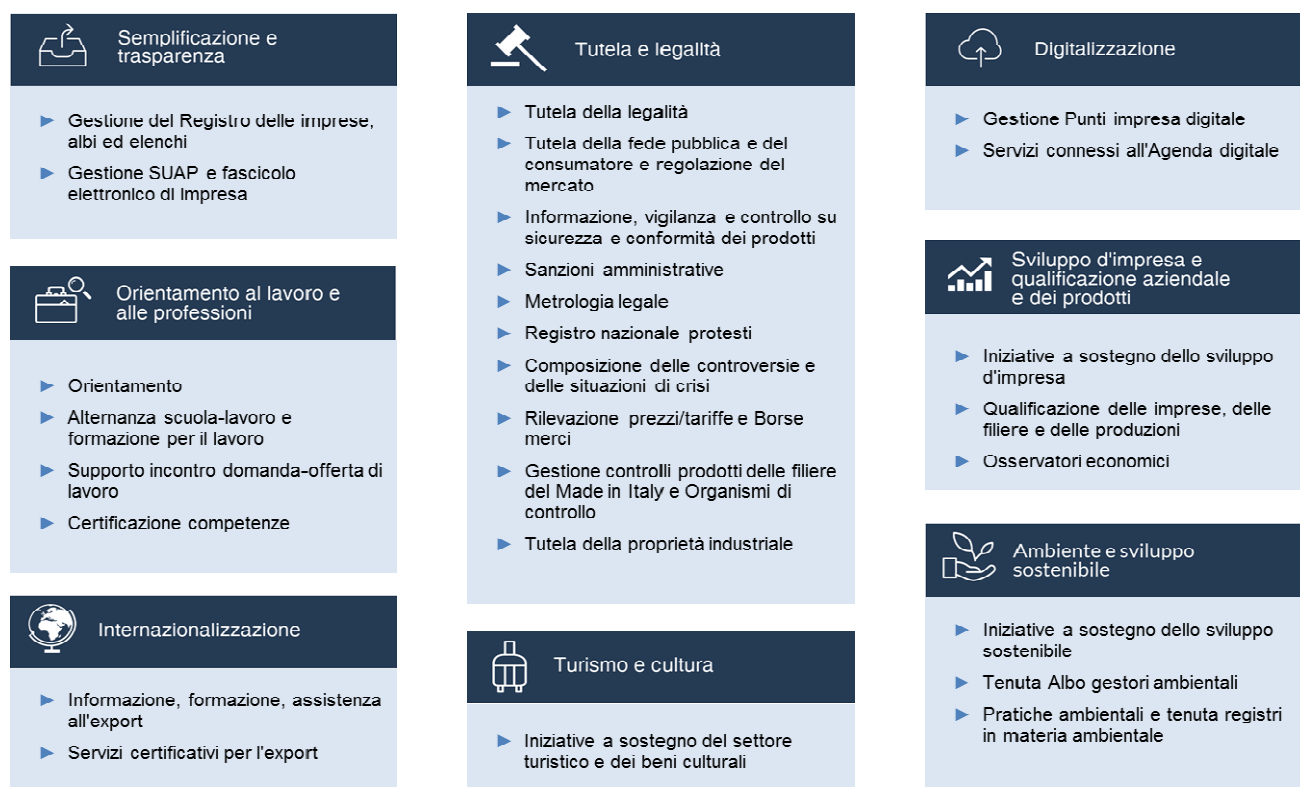 Semplificazione e
trasparenza
Gestione del Registro delle imprese,
albi ed elenchi
Gestione SUAP e fascicolo
elettronico di impresa
Orientamento al lavoro e
alle professioni
Orientamento
Alternanza scuola-lavoro e
formazione per il lavoro
Supporto incontro domanda-offerta di
lavoro
Certificazione competenze
Internazionalizzazione
Informazione, formazione, assistenza
all'export
Servizi certificativi per l'export
Tutela e legalità
Tutela della legalità
Tutela della fede pubblica e del
consumatore e regolazione del
mercato
Informazione, vigilanza e controllo su
sicurezza e conformità dei prodotti
Sanzioni amministrative
Metrologia legale
Registro nazionale protesti
Composizione delle controversie e
delle situazioni di crisi
Rilevazione prezzi/tariffe e Borse
merci
Gestione controlli prodotti delle filiere
del Made in Italy e Organismi di
controllo
Tutela della proprietà industriale
Turismo e cultura
Iniziative a sostegno del settore
turistico e dei beni culturali
Digitalizzazione
Gestione Punti impresa digitale
Servizi connessi all'Agenda digitale
Sviluppo d'impresa e
qualificazione aziendale
e dei prodotti
Iniziative a sostegno dello sviluppo
d'impresa
Qualificazione delle imprese, delle
filiere e delle produzioni
Osservatori economici
Ambiente e sviluppo
sostenibile
Iniziative a sostegno dello sviluppo
sostenibile
Tenuta Albo gestori ambientali
Pratiche ambientali e tenuta registri
in materia ambientale